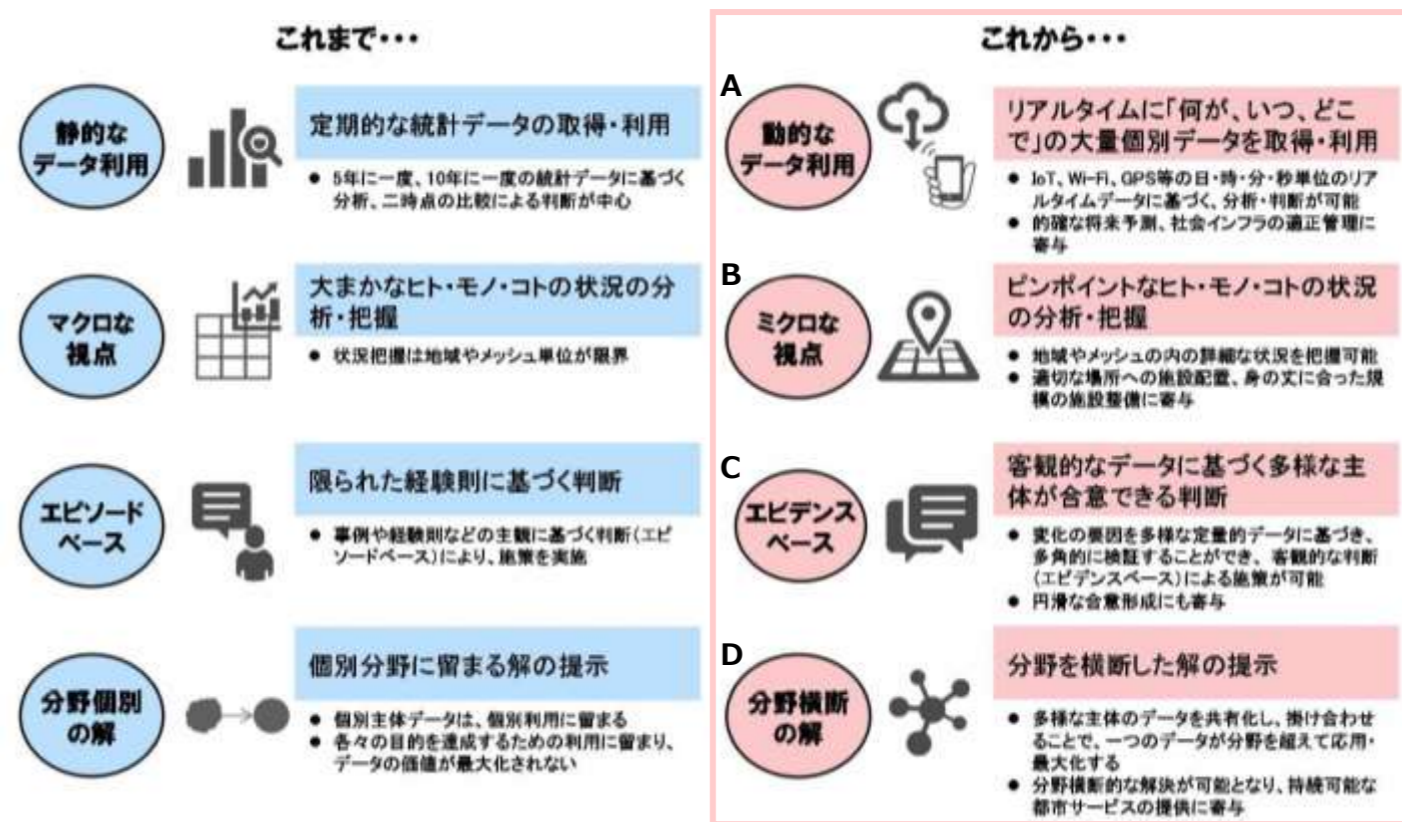 これまで・・・
静的な
データ利用
定期的な統計データの取得・利用
● 5年に一度、10年に一度の統計データに基づく
分析、二時点の比較による判断が中心
マクロな
視点
大まかなヒト・モノ・コトの状況の分
析・把握
● 状況把握は地域やメッシュ単位が限界
エピソード
ベース
限られた経験則に基づく判断
● 事例や経験則などの主観に基づく判断(エピ
ソードベース)により、施策を実施
分野個別
の解
個別分野に留まる解の提示
● 個別主体データは、個別利用に留まる
● 各々の目的を達成するための利用に留まり、
データの価値が最大化されない
これから・・・
A
動的な
データ利用
リアルタイムに「何が、いつ、どこ
で」の大量個別データを取得・利用
● IoT、Wi-Fi、GPS等の日・時・分・秒単位のリア
ルタイムデータに基づく、分析・判断が可能
● 的確な将来予測、社会インフラの適正管理に
寄与
B
ミクロな
視点
ピンポイントなヒト・モノ・コトの状況
の分析・把握
● 地域やメッシュの内の詳細な状況を把握可能
● 適切な場所への施設配置、身の丈に合った規
模の施設整備に寄与
C
エビデンス
ベース
客観的なデータに基づく多様な主
体が合意できる判断
● 変化の要因を多様な定量的データに基づき、
多角的に検証することができ、客観的な判断
(エビデンスベース)による施策が可能
● 円滑な合意形成にも寄与
D
分野横断
の解
分野を横断した解の提示
● 多様な主体のデータを共有化し、掛け合わせ
ることで、一つのデータが分野を超えて応用・
最大化する
● 分野横断的な解決が可能となり、持続可能な
都市サービスの提供に寄与